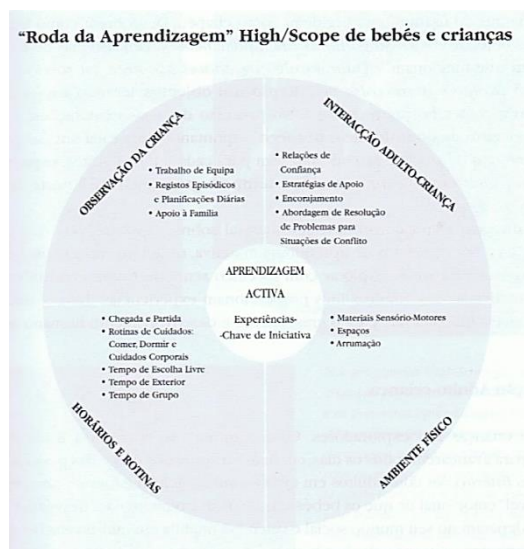 “Roda da Aprendizagem” High/Scope de bebés e crianças
OBSERVAÇÃO DA CRIANÇA
• Trabalho de Equipa
• Registos Episódicos
e Planificações Diárias
• Apoio à Família
INTERACÇÃO ADULTO-CRIANÇA
• Relações de
Confiança
• Estratégias de Apoio
• Encorajamento
• Abordagem de Resolução
de Problemas para
Situações de Conflito
APRENDIZAGEM
ACTIVA
Experiências-
-Chave de Iniciativa
• Chegada e Partida
• Rotinas de Cuidados:
Comer, Dormir e
Cuidados Corporais
• Tempo de Escolha Livre
• Tempo de Exterior
• Tempo de Grupo
HORÁRIOS E ROTINAS
• Materiais Sensório-Motores
• Espaços
• Arrumação
AMBIENTE FÍSICO